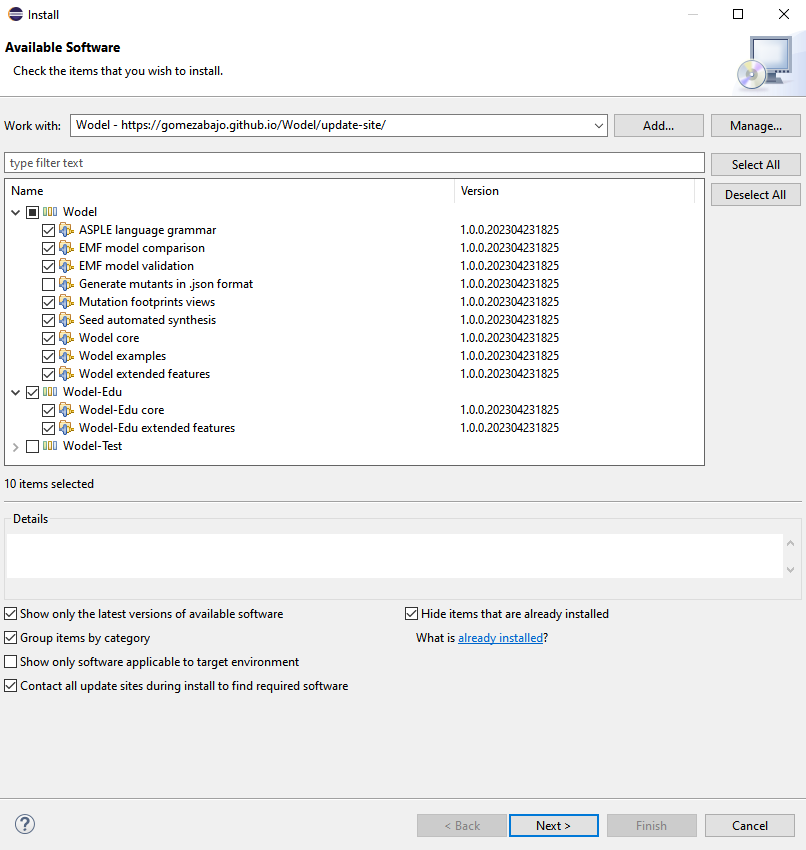 Install
Available Software
Check the items that you wish to install.
Work with: Wodel - https://gomezabajo.github.io/Wodel/update-site/ Add... Manage...
type filter text Select All
Deselect All
Name Version
Wodel
ASPLE language grammar 1.0.0.202304231825
EMF model comparison 1.0.0.202304231825
EMF model validation 1.0.0.202304231825
Generate mutants in .json format 1.0.0.202304231825
Mutation footprints views 1.0.0.202304231825
Seed automated synthesis 1.0.0.202304231825
Wodel core 1.0.0.202304231825
Wodel examples 1.0.0.202304231825
Wodel extended features 1.0.0.202304231825
Wodel-Edu
Wodel-Edu core 1.0.0.202304231825
Wodel-Edu extended features 1.0.0.202304231825
Wodel-Test
10 items selected
Details
Show only the latest versions of available software Hide items that are already installed
Group items by category What is already installed?
Show only software applicable to target environment
Contact all update sites during install to find required software
? < Back Next > Finish Cancel